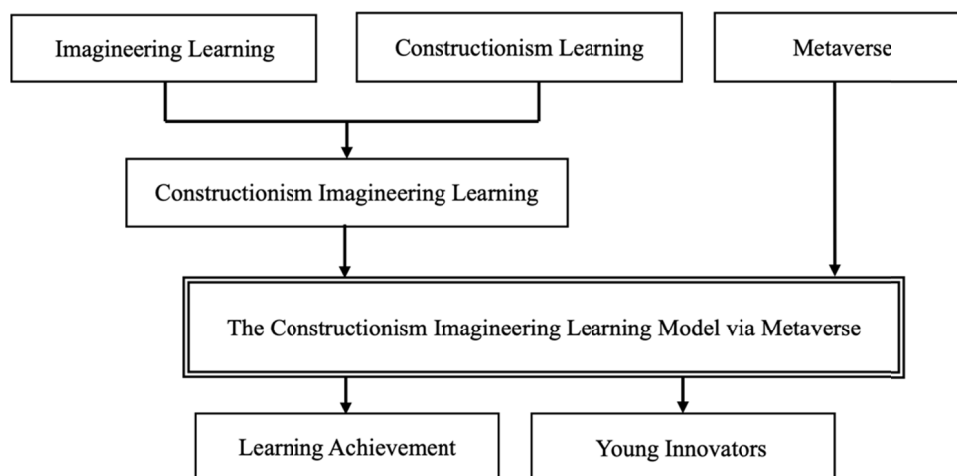 Imagineering Learning
Constructionism Learning
Metaverse
Constructionism Imagineering Learning
The Constructionism Imagineering Learning Model via Metaverse
Learning Achievement
Young Innovators